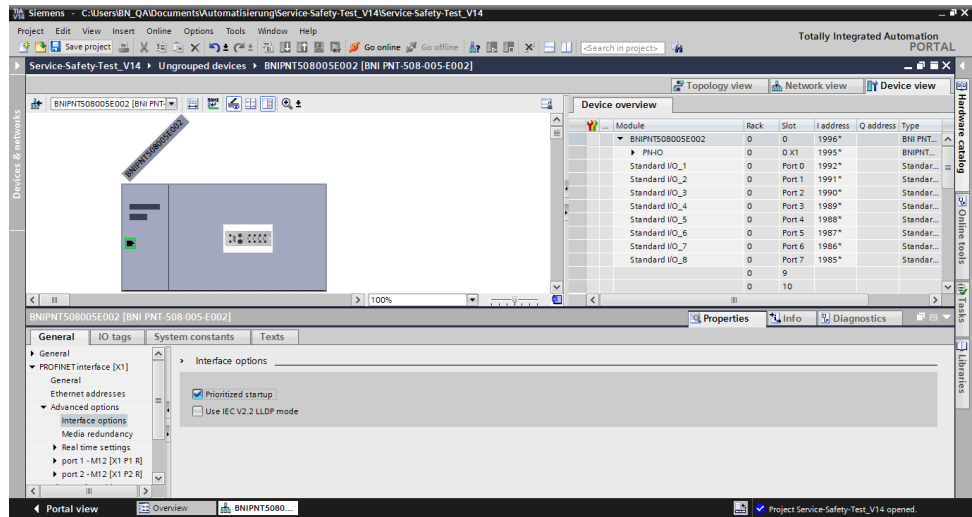 Siemens - C:\Users\BN_QA\Documents\Automatisierung\Service-Safety-Test_V14\Service-Safety-Test_V14
Project Edit View Insert Online Options Tools Window Help
Save project Go online Go offline <Search in project>
Totally Integrated Automation
PORTAL
Service-Safety-Test_V14 Ungrouped devices BNIPNT508005E002 [BNI PNT-508-005-E002]
Topology view Network view Device view
BNIPNT508005E002 [BNI PNT-
BNIPNT508005E002
100%
Device overview
... Module Rack Slot I address Q address Type
BNIPNT508005E002 0 0 1996* BNI PNT...
PN-IO 0 0 X1 1995* BNIPNT...
Standard I/O_1 0 Port 0 1992* Standar...
Standard I/O_2 0 Port 1 1991* Standar...
Standard I/O_3 0 Port 2 1990* Standar...
Standard I/O_4 0 Port 3 1989* Standar...
Standard I/O_5 0 Port 4 1988* Standar...
Standard I/O_6 0 Port 5 1987* Standar...
Standard I/O_7 0 Port 6 1986* Standar...
Standard I/O_8 0 Port 7 1985* Standar...
0 9
0 10
BNIPNT508005E002 [BNI PNT-508-005-E002]
Properties Info Diagnostics
General IO tags System constants Texts
General
PROFINET interface [X1]
General
Ethernet addresses
Advanced options
Interface options
Media redundancy
Real time settings
port 1 - M12 [X1 P1 R]
port 2 - M12 [X1 P2 R]
Interface options
Prioritized startup
Use IEC V2.2 LLDP mode
Devices & networks
Hardware catalog
Online tools
Tasks
Libraries
Portal view Overview BNIPNT5080...
Project Service-Safety-Test_V14 opened.